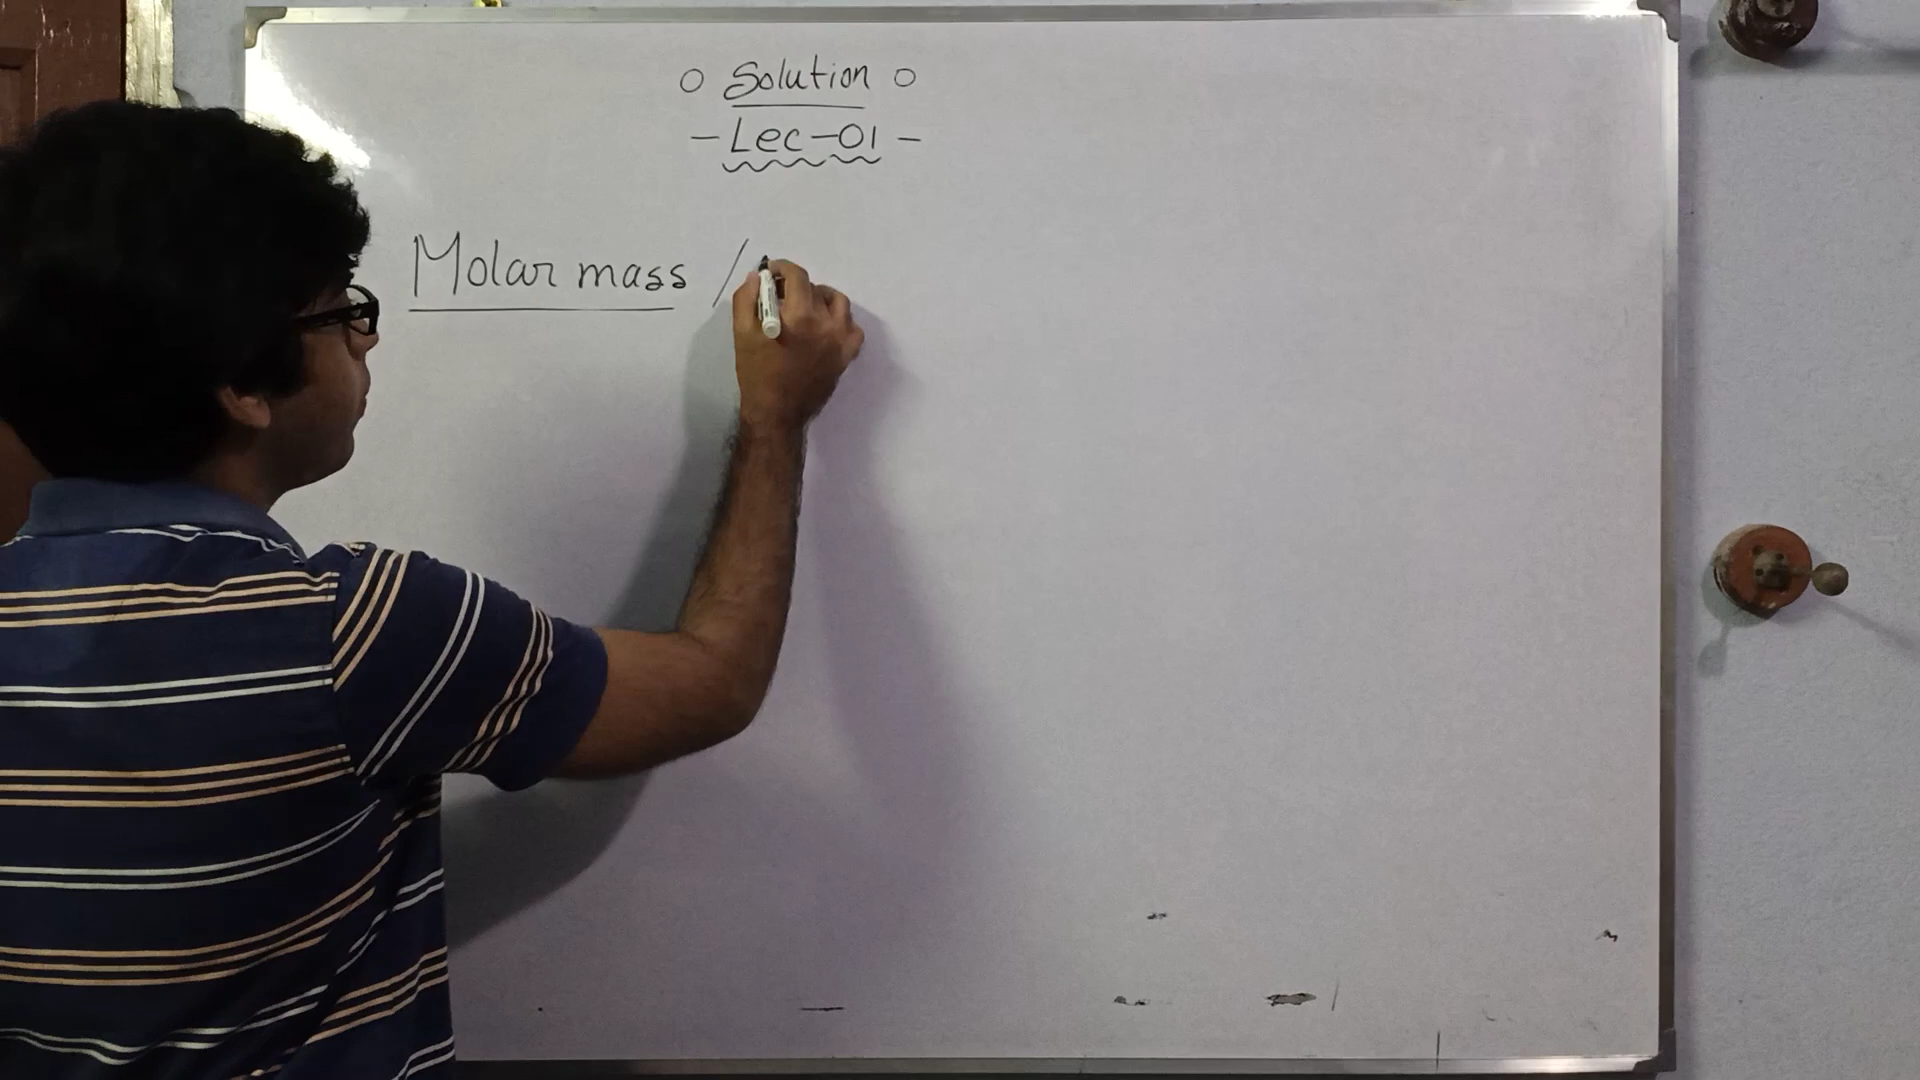 o Solution o
- Lec-01 -
Molar mass /